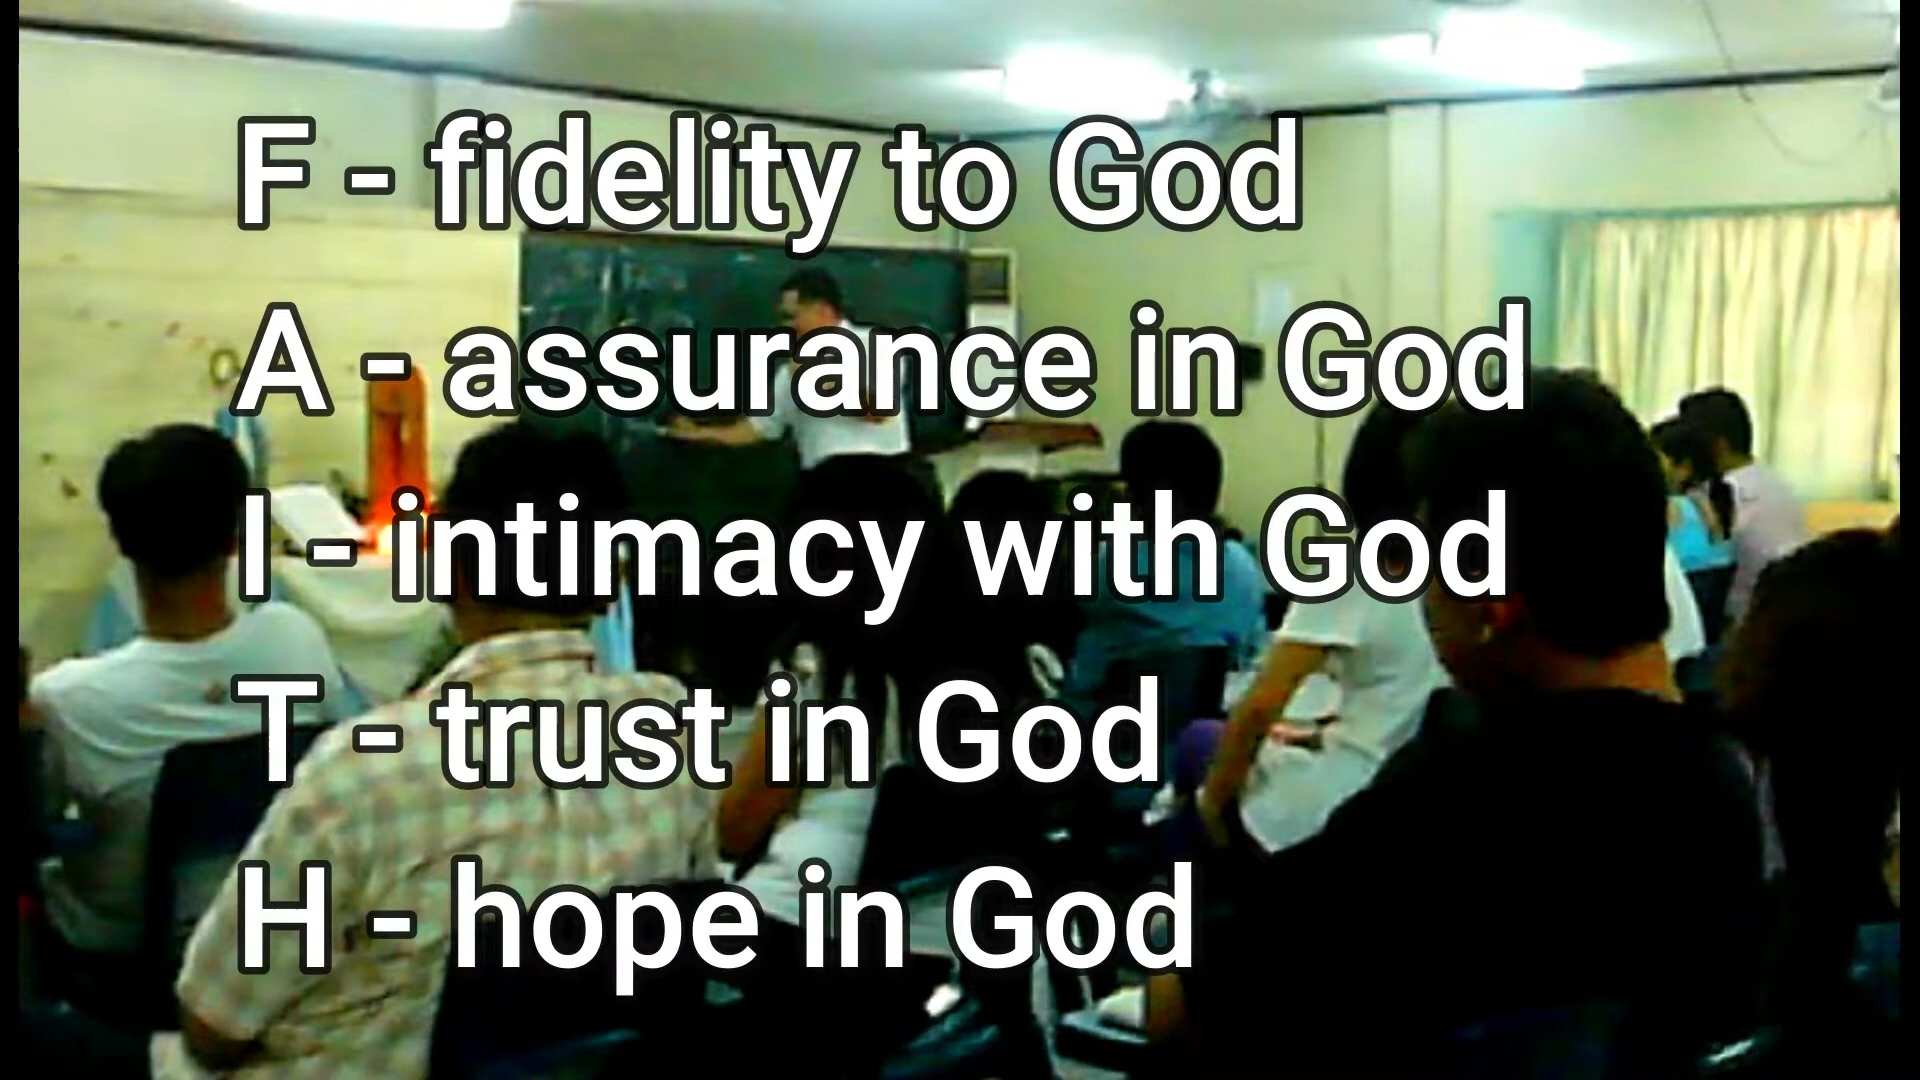 F - fidelity to God
A - assurance in God
I - intimacy with God
T - trust in God
H - hope in God